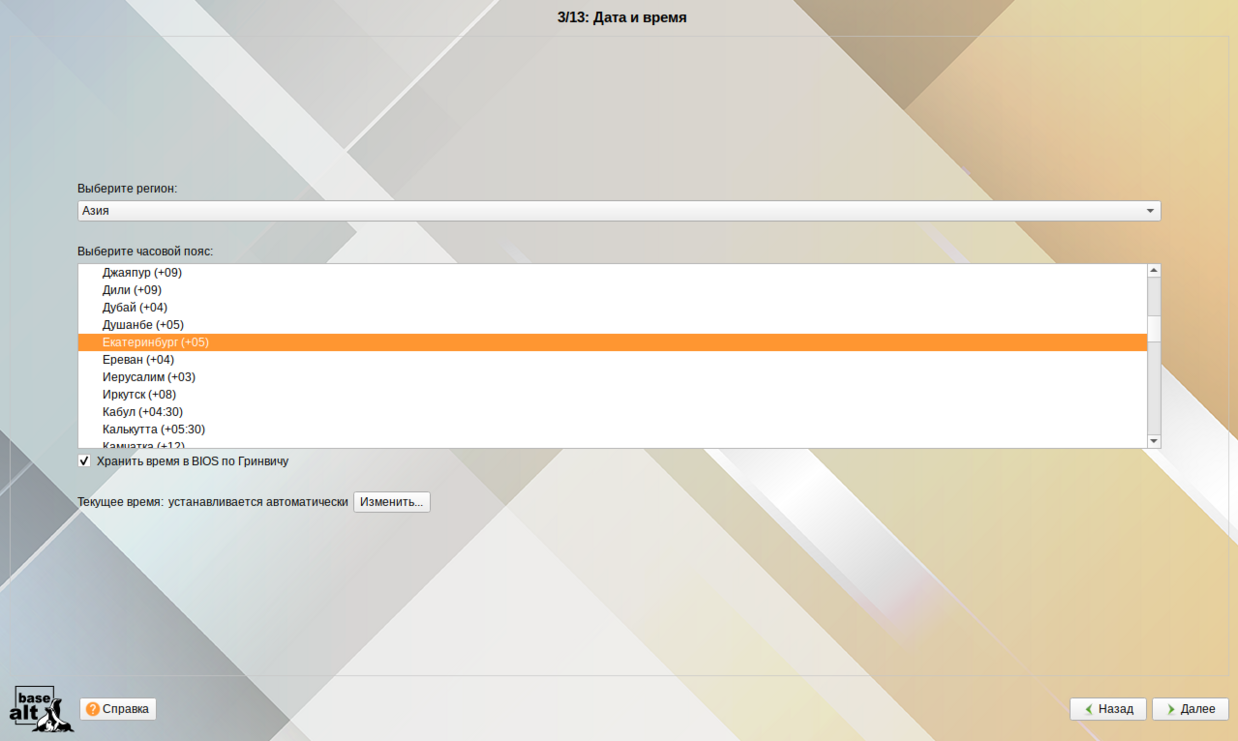 3/13: Дата и время
Выберите регион:
Азия
Выберите часовой пояс:
Джаяпур (+09)
Дили (+09)
Дубай (+04)
Душанбе (+05)
Екатеринбург (+05)
Ереван (+04)
Иерусалим (+03)
Иркутск (+08)
Кабул (+04:30)
Калькутта (+05:30)
Камчатка (+12)
Хранить время в BIOS по Гринвичу
Текущее время: устанавливается автоматически Изменить...
base
alt
Справка
Назад
Далее